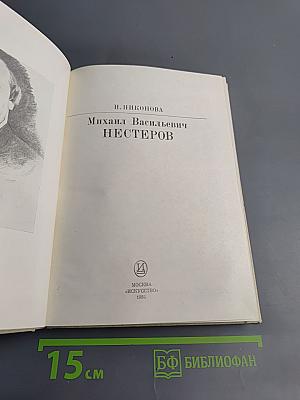 И. НИКОНОВА
Михаил Васильевич
НЕСТЕРОВ
МОСКВА
«ИСКУССТВО»
15 см
БФ БИБЛИОФАН